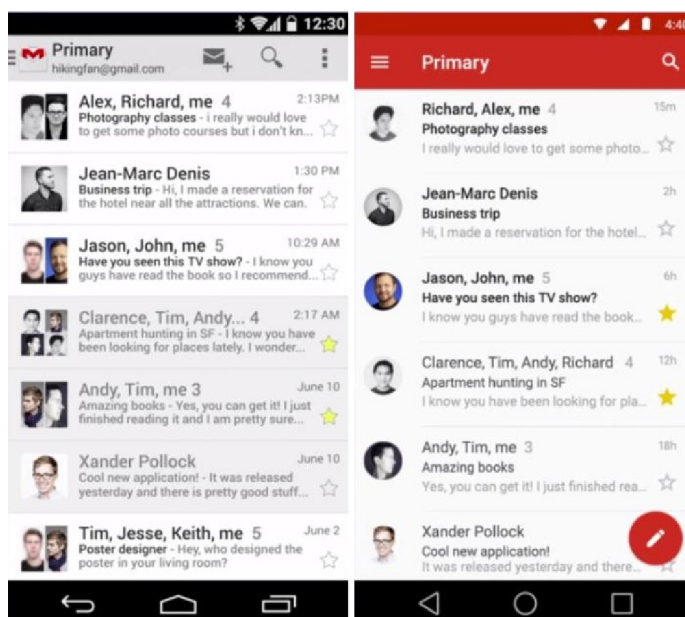 12:30
Primary
hikingfan@gmail.com
Alex, Richard, me 4 2:13PM
Photography classes - i really would love
to get some photo courses but i don't kn...
Jean-Marc Denis 1:30 PM
Business trip - Hi, I made a reservation for
the hotel near all the attractions. We can.
Jason, John, me 5 10:29 AM
Have you seen this TV show? - I know you
guys have read the book so I recommend...
Clarence, Tim, Andy... 4 2:17 AM
Apartment hunting in SF - I know you have
been looking for places lately. I wonder...
Andy, Tim, me 3 June 10
Amazing books - Yes, you can get it! I just
finished reading it and I am pretty sure...
Xander Pollock June 10
Cool new application! - It was released
yesterday and there is pretty good stuff...
Tim, Jesse, Keith, me 5 June 2
Poster designer - Hey, who designed the
poster in your living room?
4:40
Primary
Richard, Alex, me 4 15m
Photography classes
I really would love to get some photo...
Jean-Marc Denis 2h
Business trip
Hi, I made a reservation for the hotel...
Jason, John, me 5 6h
Have you seen this TV show?
I know you guys have read the book...
Clarence, Tim, Andy, Richard 4 12h
Apartment hunting in SF
I know you have been looking for pla...
Andy, Tim, me 3 18h
Amazing books
Yes, you can get it! I just finished rea...
Xander Pollock
Cool new application!
It was released yesterday and there...